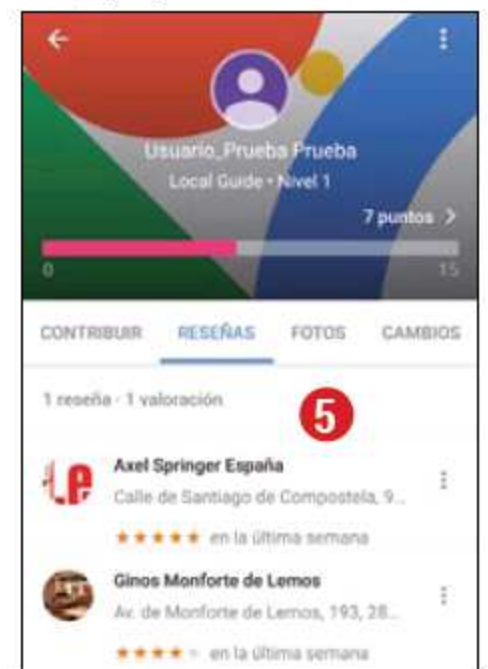 Usuario_Prueba Prueba
Local Guide • Nivel 1
7 puntos >
0 15
CONTRIBUIR RESEÑAS FOTOS CAMBIOS
1 reseña · 1 valoración
5
Axel Springer España
Calle de Santiago de Compostela, 9...
en la última semana
Ginos Monforte de Lemos
Av. de Monforte de Lemos, 193, 28...
en la última semana